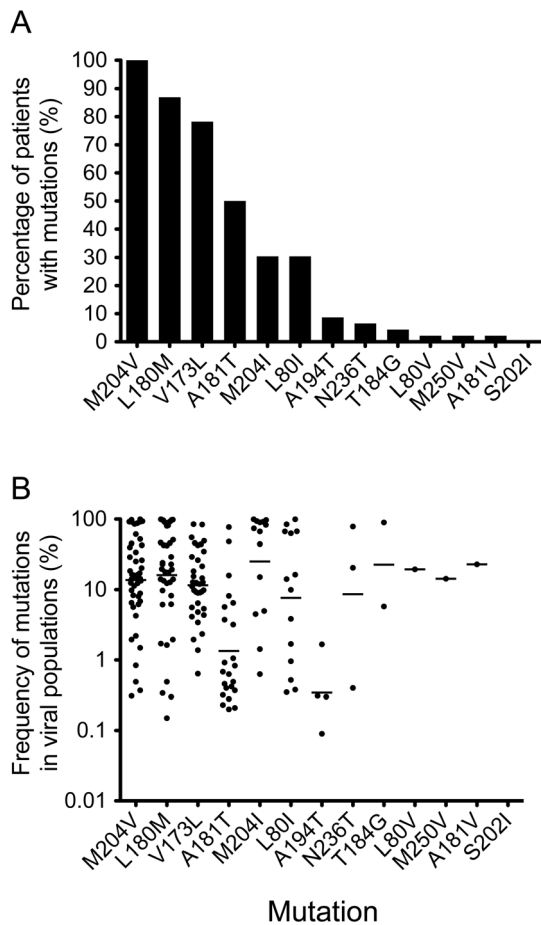 A
Percentage of patients
with mutations (%)
100
90
80
70
60
50
40
30
20
10
0
M204V
L180M
V173L
A181T
M204I
L80I
A194T
N236T
T184G
L80V
M250V
A181V
S202I
B
Frequency of mutations
in viral populations (%)
100
10
1
0.1
0.01
M204V
L180M
V173L
A181T
M204I
L80I
A194T
N236T
T184G
L80V
M250V
A181V
S202I
Mutation